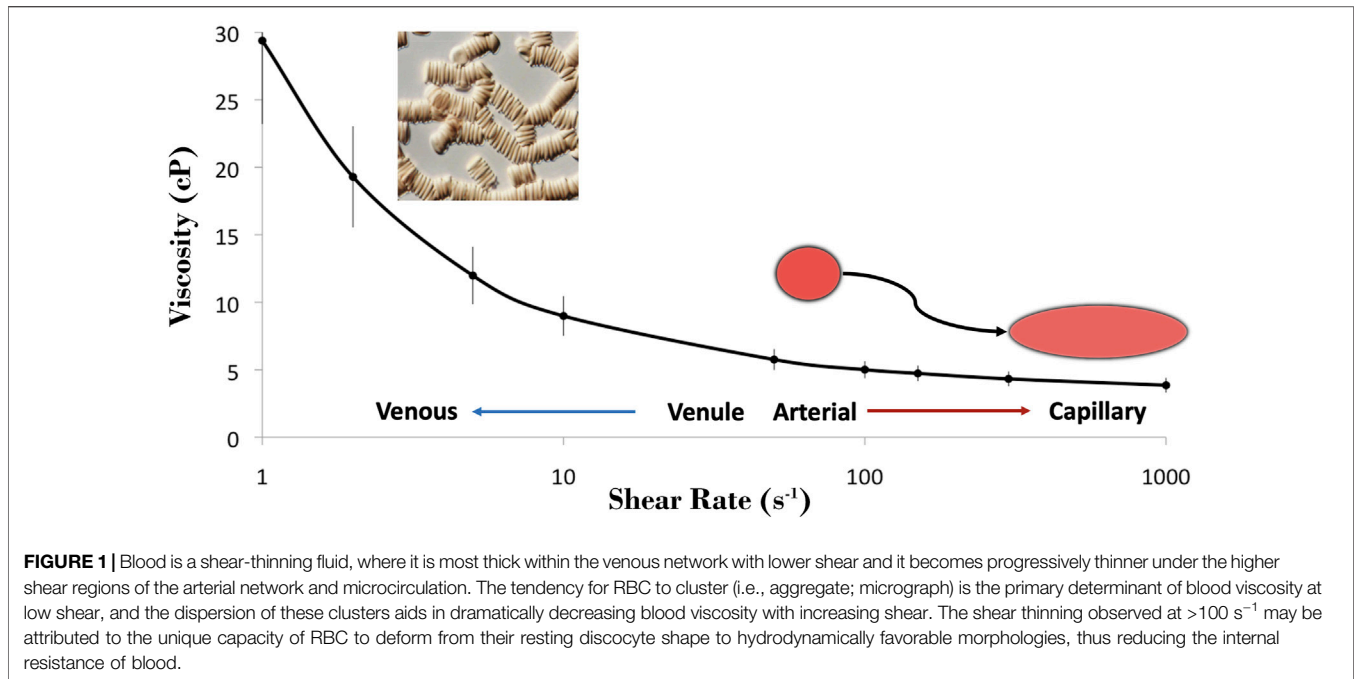 30
25
20
15
10
5
0
Viscosity (cP)
Venous Venule Arterial Capillary
1 10 100 1000
Shear Rate (s-1)
FIGURE 1 | Blood is a shear-thinning fluid, where it is most thick within the venous network with lower shear and it becomes progressively thinner under the higher
shear regions of the arterial network and microcirculation. The tendency for RBC to cluster (i.e., aggregate; micrograph) is the primary determinant of blood viscosity at
low shear, and the dispersion of these clusters aids in dramatically decreasing blood viscosity with increasing shear. The shear thinning observed at >100 s−1 may be
attributed to the unique capacity of RBC to deform from their resting discocyte shape to hydrodynamically favorable morphologies, thus reducing the internal
resistance of blood.